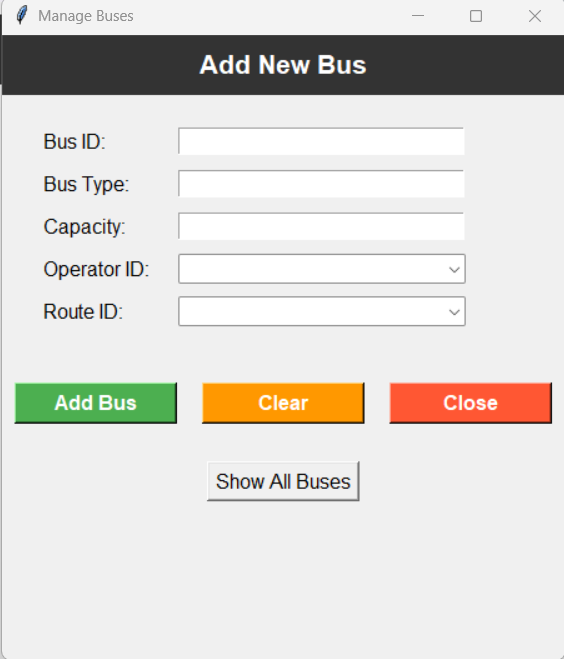 Manage Buses
Add New Bus
Bus ID:
Bus Type:
Capacity:
Operator ID:
Route ID:
Add Bus Clear Close
Show All Buses